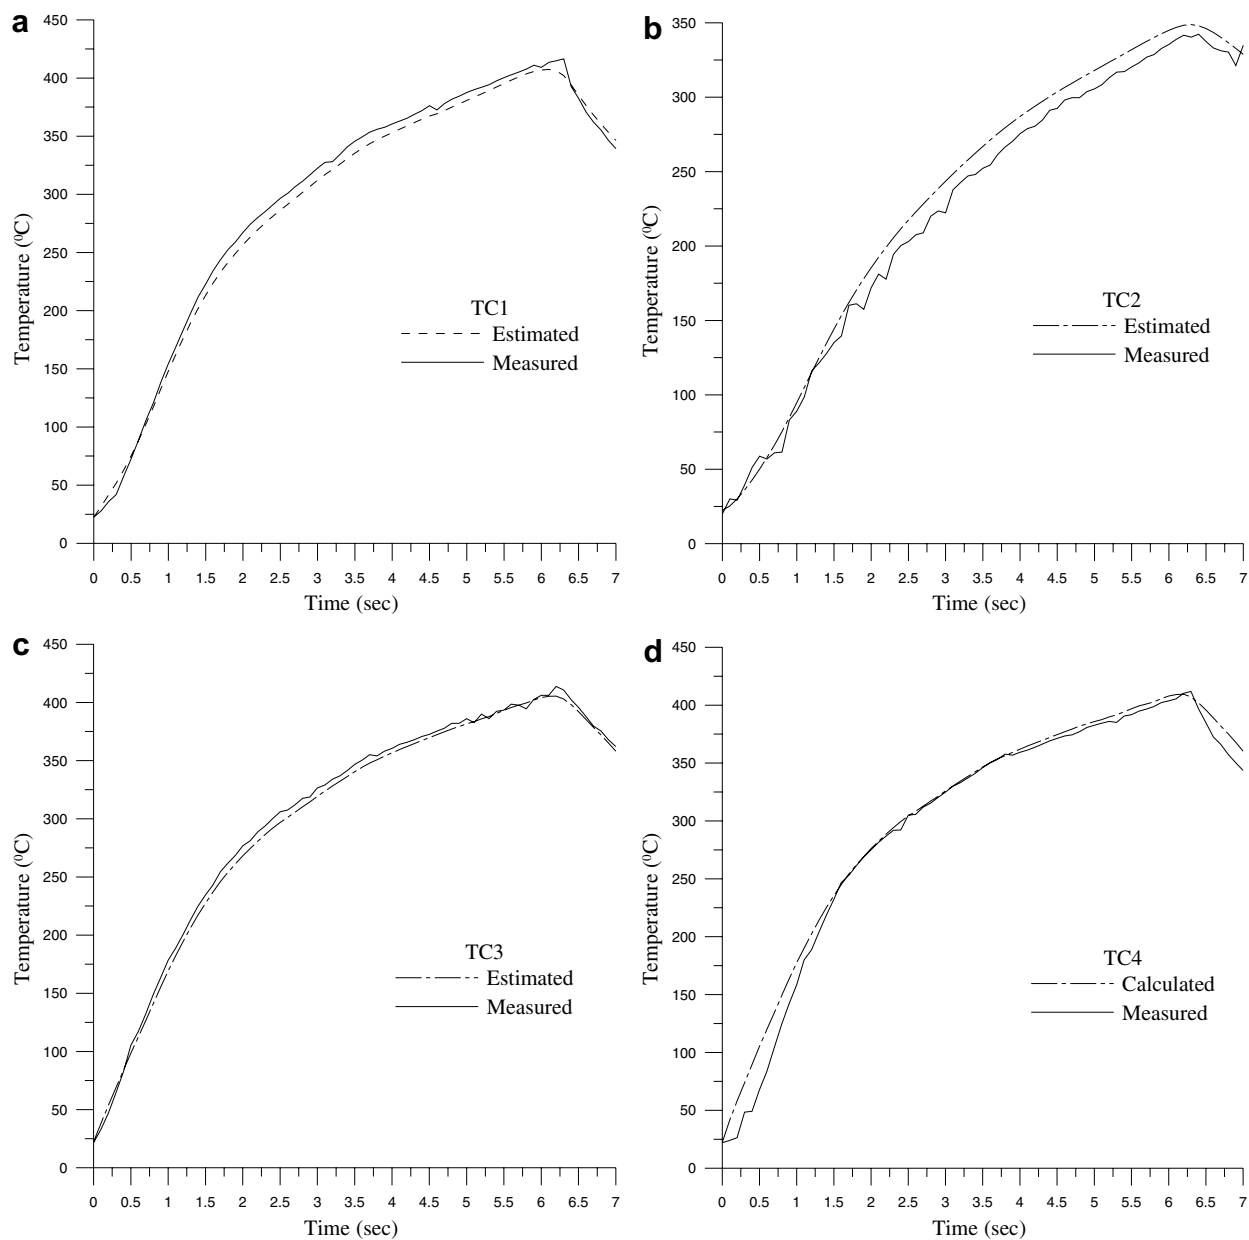 a
450
400
350
300
250
200
150
100
50
0
Temperature (⁰C)
TC1
Estimated
Measured
0 0.5 1 1.5 2 2.5 3 3.5 4 4.5 5 5.5 6 6.5 7
Time (sec)
b
350
300
250
200
150
100
50
0
Temperature (⁰C)
TC2
Estimated
Measured
0 0.5 1 1.5 2 2.5 3 3.5 4 4.5 5 5.5 6 6.5 7
Time (sec)
c
450
400
350
300
250
200
150
100
50
0
Temperature (⁰C)
TC3
Estimated
Measured
0 0.5 1 1.5 2 2.5 3 3.5 4 4.5 5 5.5 6 6.5 7
Time (sec)
d
450
400
350
300
250
200
150
100
50
0
Temperature (⁰C)
TC4
Calculated
Measured
0 0.5 1 1.5 2 2.5 3 3.5 4 4.5 5 5.5 6 6.5 7
Time (sec)